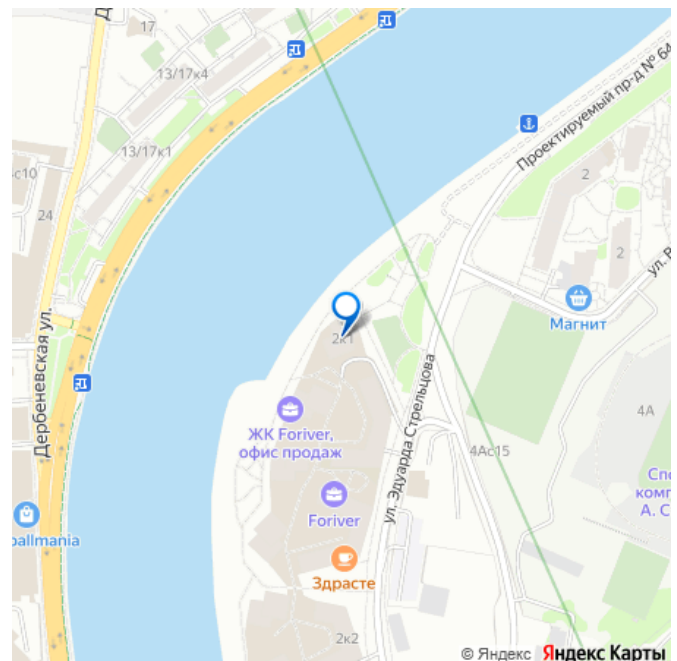 17
13/17к4
13/17к1
24
Дербеневская ул.
Проектируемый пр-д № 64
2
2
Магнит
2к1
ЖК Foriver,
офис продаж
Foriver
Здрасте
2к2
ул. Эдуарда Стрельцова
4А
4Ас15
© Яндекс Яндекс Карты